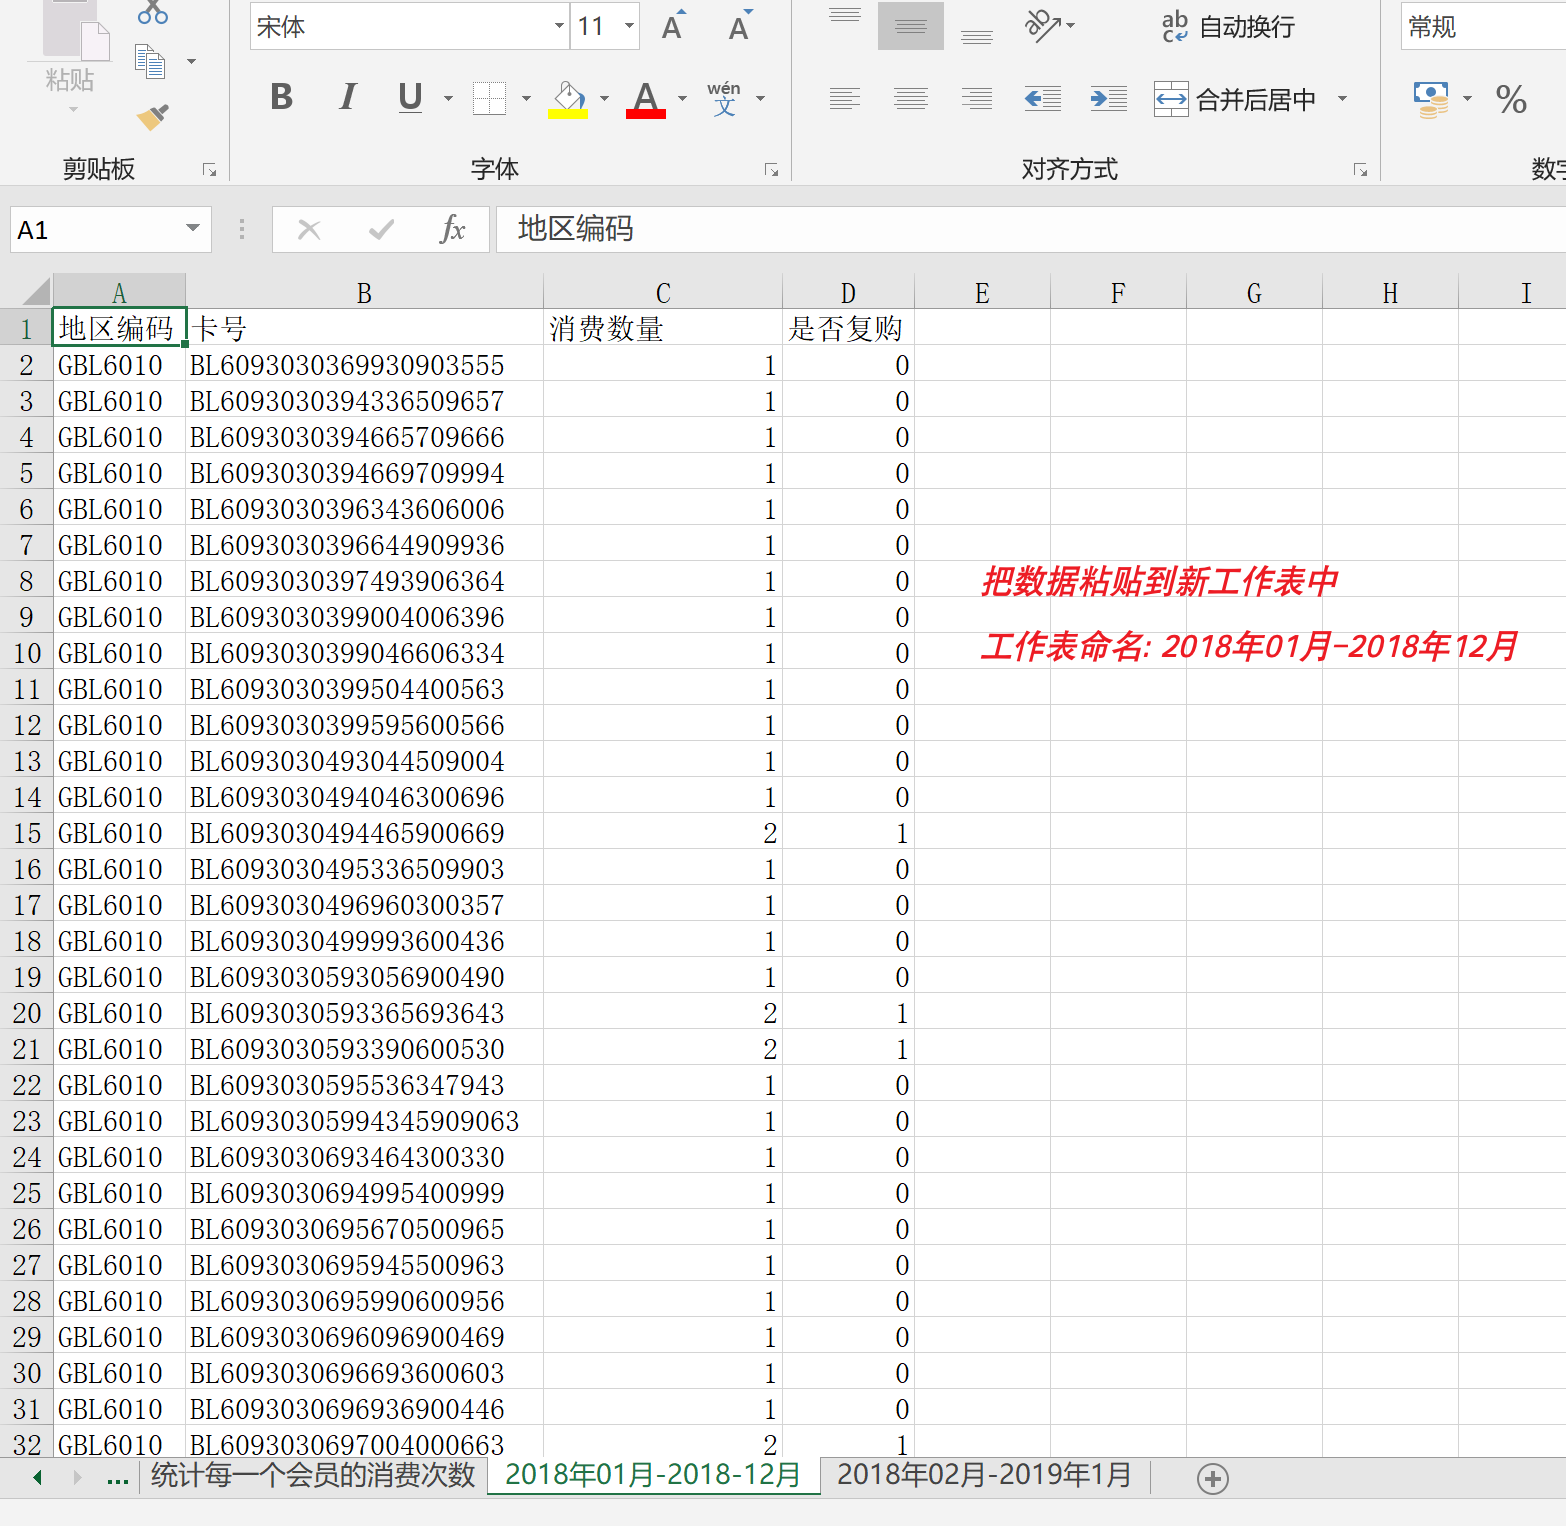 宋体
11
A
A
ab
ab
c
自动换行
常规
粘贴
B
I
U
A
wén
文
合并后居中
%
剪贴板
字体
对齐方式
数字
A1
fx
地区编码
A B C D E F G H I
1 地区编码 卡号 消费数量 是否复购
2 GBL6010 BL6093030369930903555 1 0
3 GBL6010 BL6093030394336509657 1 0
4 GBL6010 BL6093030394665709666 1 0
5 GBL6010 BL6093030394669709994 1 0
6 GBL6010 BL6093030396343606006 1 0
7 GBL6010 BL6093030396644909936 1 0
8 GBL6010 BL6093030397493906364 1 0
把数据粘贴到新工作表中
9 GBL6010 BL6093030399004006396 1 0
10 GBL6010 BL6093030399046606334 1 0
工作表命名: 2018年01月-2018年12月
11 GBL6010 BL6093030399504400563 1 0
12 GBL6010 BL6093030399595600566 1 0
13 GBL6010 BL6093030493044509004 1 0
14 GBL6010 BL6093030494046300696 1 0
15 GBL6010 BL6093030494465900669 2 1
16 GBL6010 BL6093030495336509903 1 0
17 GBL6010 BL6093030496960300357 1 0
18 GBL6010 BL6093030499993600436 1 0
19 GBL6010 BL6093030593056900490 1 0
20 GBL6010 BL6093030593365693643 2 1
21 GBL6010 BL6093030593390600530 2 1
22 GBL6010 BL6093030595536347943 1 0
23 GBL6010 BL60930305994345909063 1 0
24 GBL6010 BL6093030693464300330 1 0
25 GBL6010 BL6093030694995400999 1 0
26 GBL6010 BL6093030695670500965 1 0
27 GBL6010 BL6093030695945500963 1 0
28 GBL6010 BL6093030695990600956 1 0
29 GBL6010 BL6093030696096900469 1 0
30 GBL6010 BL6093030696693600603 1 0
31 GBL6010 BL6093030696936900446 1 0
32 GBL6010 BL6093030697004000663 2 1
... 统计每一个会员的消费次数 2018年01月-2018-12月 2018年02月-2019年1月